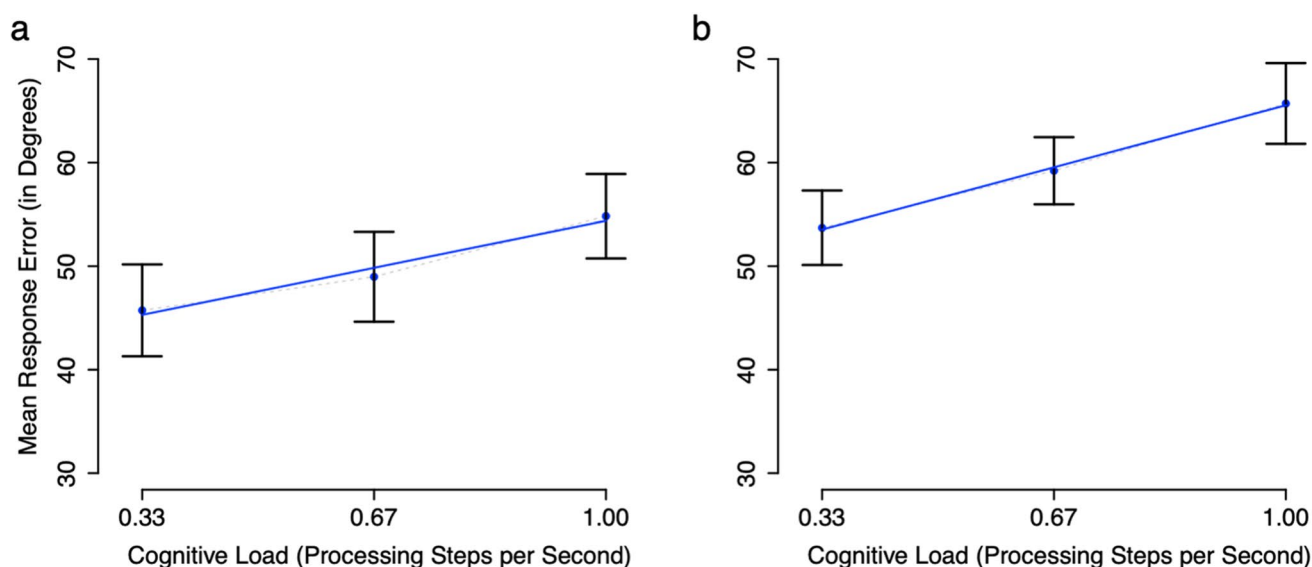 a
70
60
50
40
30
Mean Response Error (in Degrees)
0.33 0.67 1.00
Cognitive Load (Processing Steps per Second)
b
70
60
50
40
30
0.33 0.67 1.00
Cognitive Load (Processing Steps per Second)